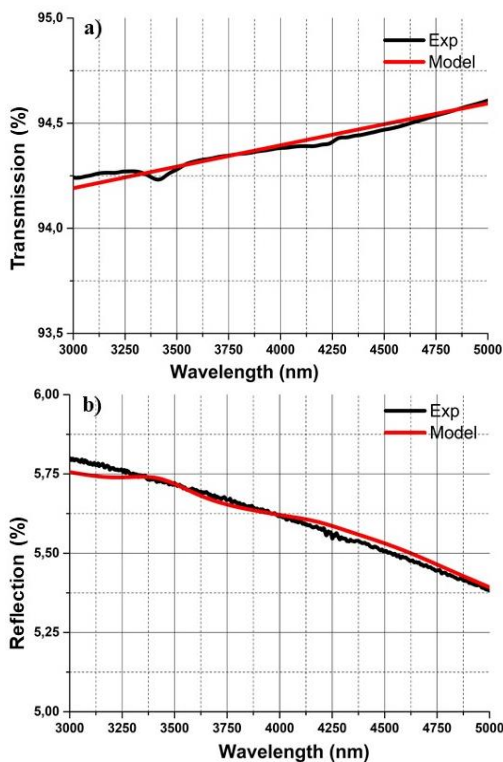 a)
95,0
Exp
Model
94,5
94,0
93,5
Transmission (%)
3000 3250 3500 3750 4000 4250 4500 4750 5000
Wavelength (nm)
b)
6,00
Exp
Model
5,75
5,50
5,25
5,00
Reflection (%)
3000 3250 3500 3750 4000 4250 4500 4750 5000
Wavelength (nm)